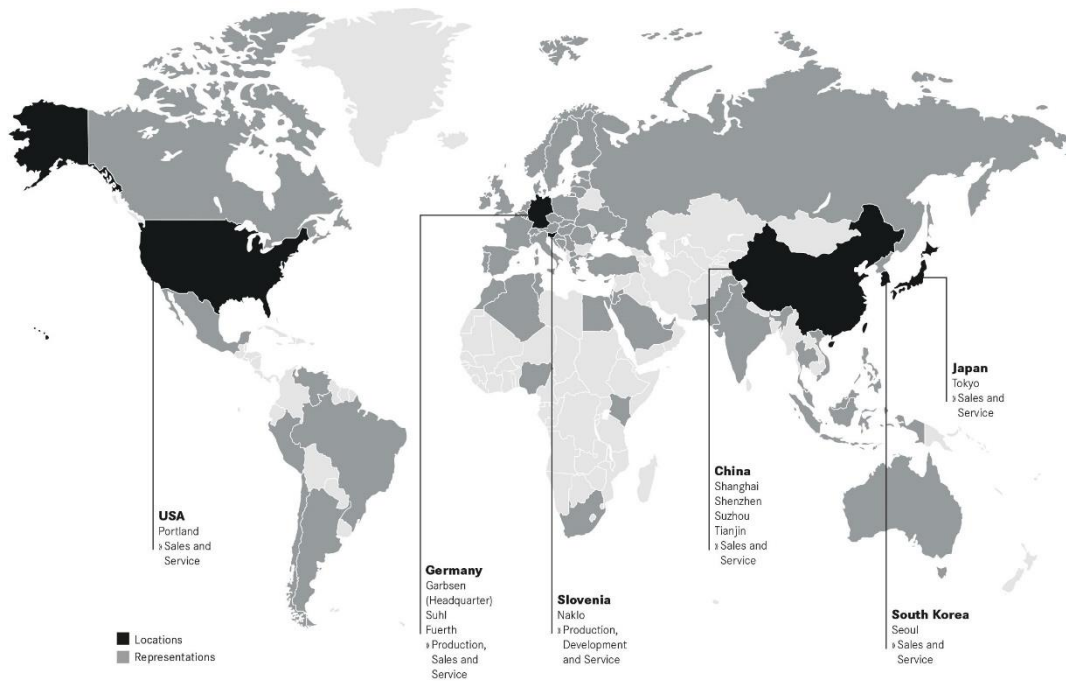 USA
Portland
» Sales and
Service
Germany
Garbsen
(Headquarter)
Suhl
Fuerth
» Production,
Sales and
Service
Slovenia
Naklo
» Production,
Development
and Service
China
Shanghai
Shenzhen
Suzhou
Tianjin
» Sales and
Service
Japan
Tokyo
» Sales and
Service
South Korea
Seoul
» Sales and
Service
Locations
Representations